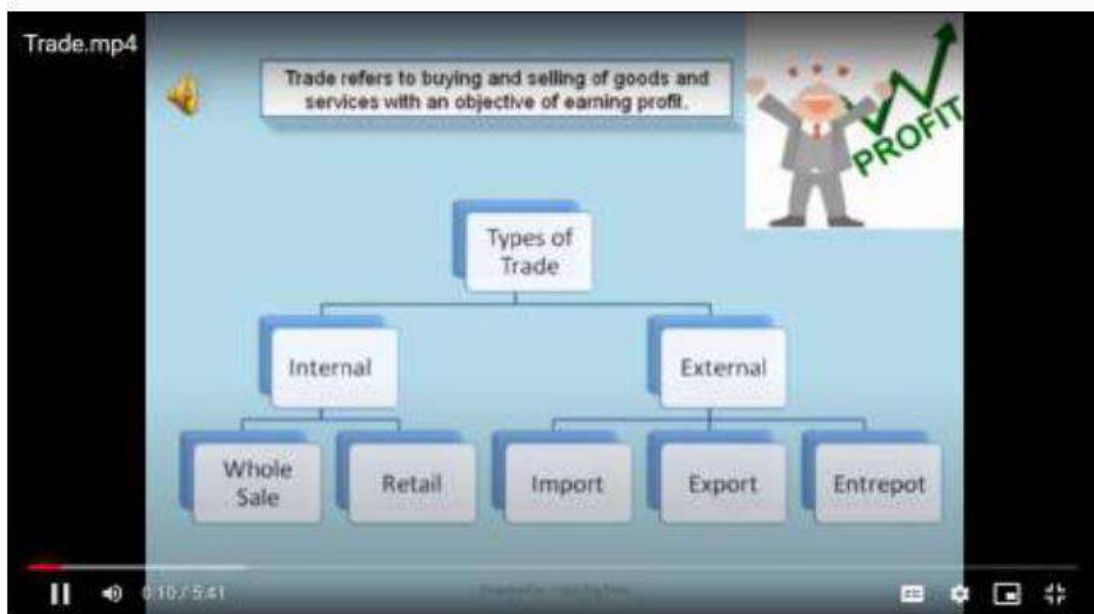 Trade.mp4
Trade refers to buying and selling of goods and
services with an objective of earning profit.
PROFIT
Types of
Trade
Internal
External
Whole
Sale
Retail
Import
Export
Entrepot
0:10 / 5:41